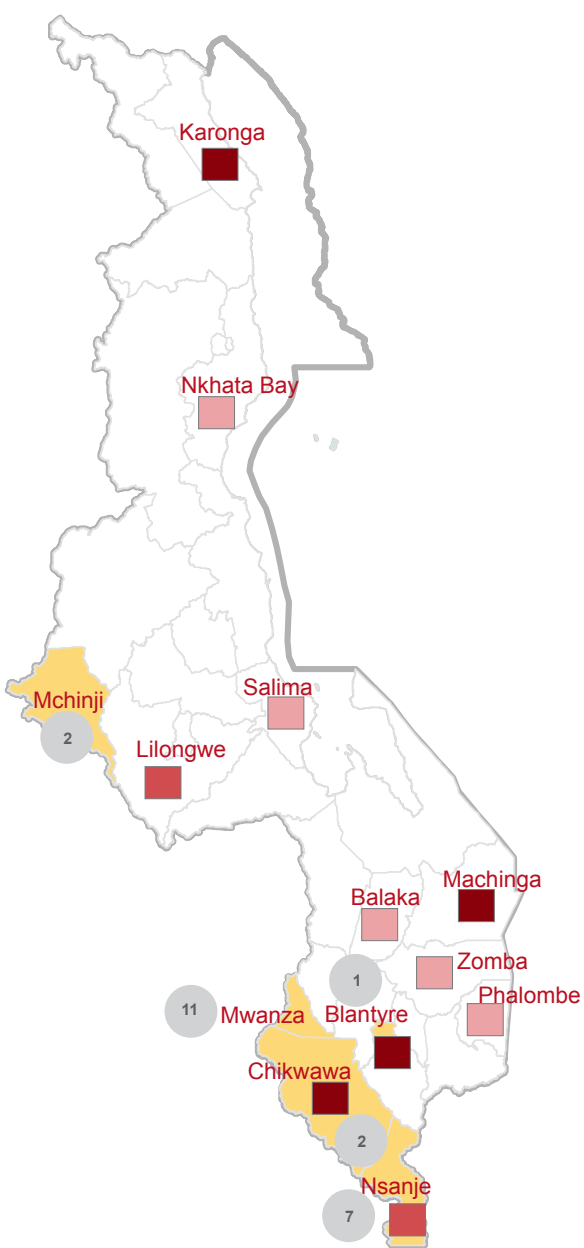 Karonga
Nkhata Bay
Salima
Mchinji
2
Lilongwe
Machinga
Balaka
Zomba
1
Phalombe
11
Mwanza
Blantyre
Chikwawa
2
Nsanje
7